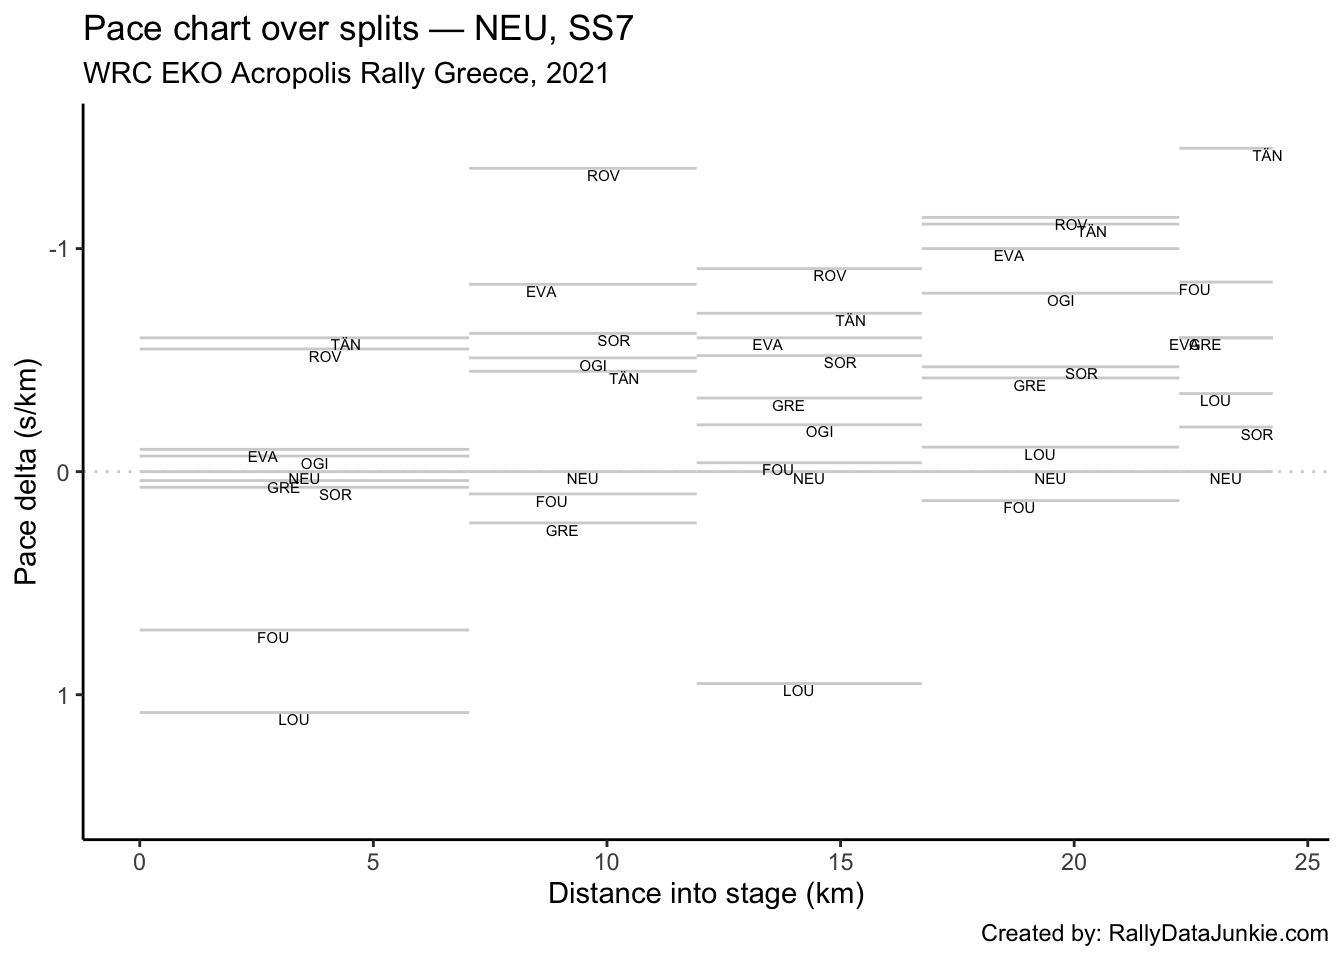 Pace chart over splits — NEU, SS7
WRC EKO Acropolis Rally Greece, 2021
Pace delta (s/km)
-1
0
1
TÄN
ROV
EVA
OGI
NEU
GRE
SOR
FOU
LOU
ROV
EVA
SOR
OGI
TÄN
NEU
FOU
GRE
ROV
TÄN
EVA
SOR
GRE
OGI
FOU
NEU
LOU
ROV
TÄN
EVA
OGI
SOR
GRE
LOU
NEU
FOU
TÄN
FOU
EVA
GRE
LOU
SOR
NEU
0 5 10 15 20 25
Distance into stage (km)
Created by: RallyDataJunkie.com